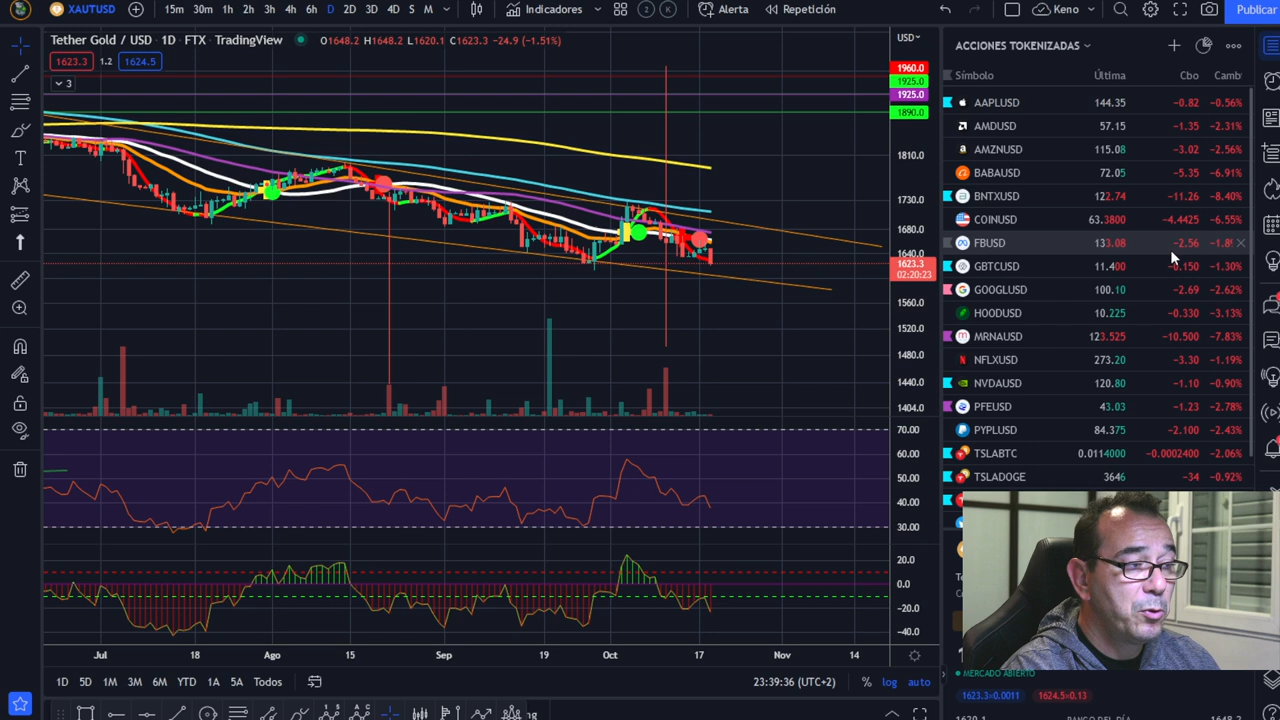 XAUTUSD 15m 30m 1h 2h 3h 4h 6h D 2D 3D 4D S M Indicadores 2 K Alerta Repetición Keno Publicar
Tether Gold / USD · 1D · FTX · TradingView O1648.2 H1648.2 L1620.1 C1623.3 −24.9 (−1.51%)
1623.3 1.2 1624.5
3
USD
1960.0
1925.0
1925.0
1890.0
1810.0
1730.0
1680.0
1640.0
1623.3
02:20:23
1560.0
1520.0
1480.0
1440.0
1404.0
70.00
60.00
50.00
40.00
30.00
20.0
0.0
−20.0
−40.0
Jul 18 Ago 15 Sep 19 Oct 17 Nov 14
1D 5D 1M 3M 6M YTD 1A 5A Todos 23:39:36 (UTC+2) % log auto
ACCIONES TOKENIZADAS
Símbolo Última Cbo Camb
AAPLUSD 144.35 −0.82 −0.56%
AMDUSD 57.15 −1.35 −2.31%
AMZNUSD 115.08 −3.02 −2.56%
BABAUSD 72.05 −5.35 −6.91%
BNTXUSD 122.74 −11.26 −8.40%
COINUSD 63.3800 −4.4425 −6.55%
FBUSD 133.08 −2.56
GBTCUSD 11.400 −0.150 −1.30%
GOOGLUSD 100.10 −2.69 −2.62%
HOODUSD 10.225 −0.330 −3.13%
MRNAUSD 123.525 −10.500 −7.83%
NFLXUSD 273.20 −3.30 −1.19%
NVDAUSD 120.80 −1.10 −0.90%
PFEUSD 43.03 −1.23 −2.78%
PYPLUSD 84.375 −2.100 −2.43%
TSLABTC 0.0114000 −0.0002400 −2.06%
TSLADOGE 3646 −34 −0.92%
MERCADO ABIERTO